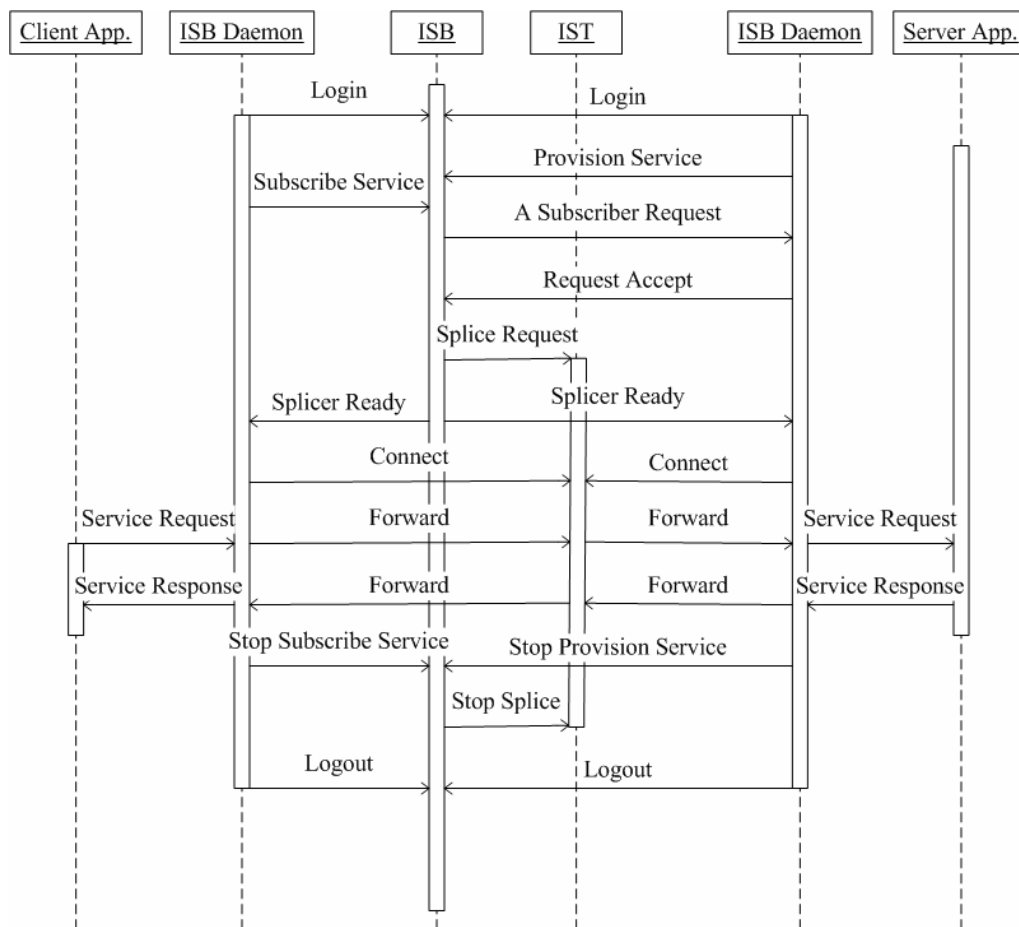 Client App.
ISB Daemon
ISB
IST
ISB Daemon
Server App.
Login
Login
Provision Service
Subscribe Service
A Subscriber Request
Request Accept
Splice Request
Splicer Ready
Splicer Ready
Connect
Connect
Service Request
Forward
Forward
Service Request
Service Response
Forward
Forward
Service Response
Stop Subscribe Service
Stop Provision Service
Stop Splice
Logout
Logout